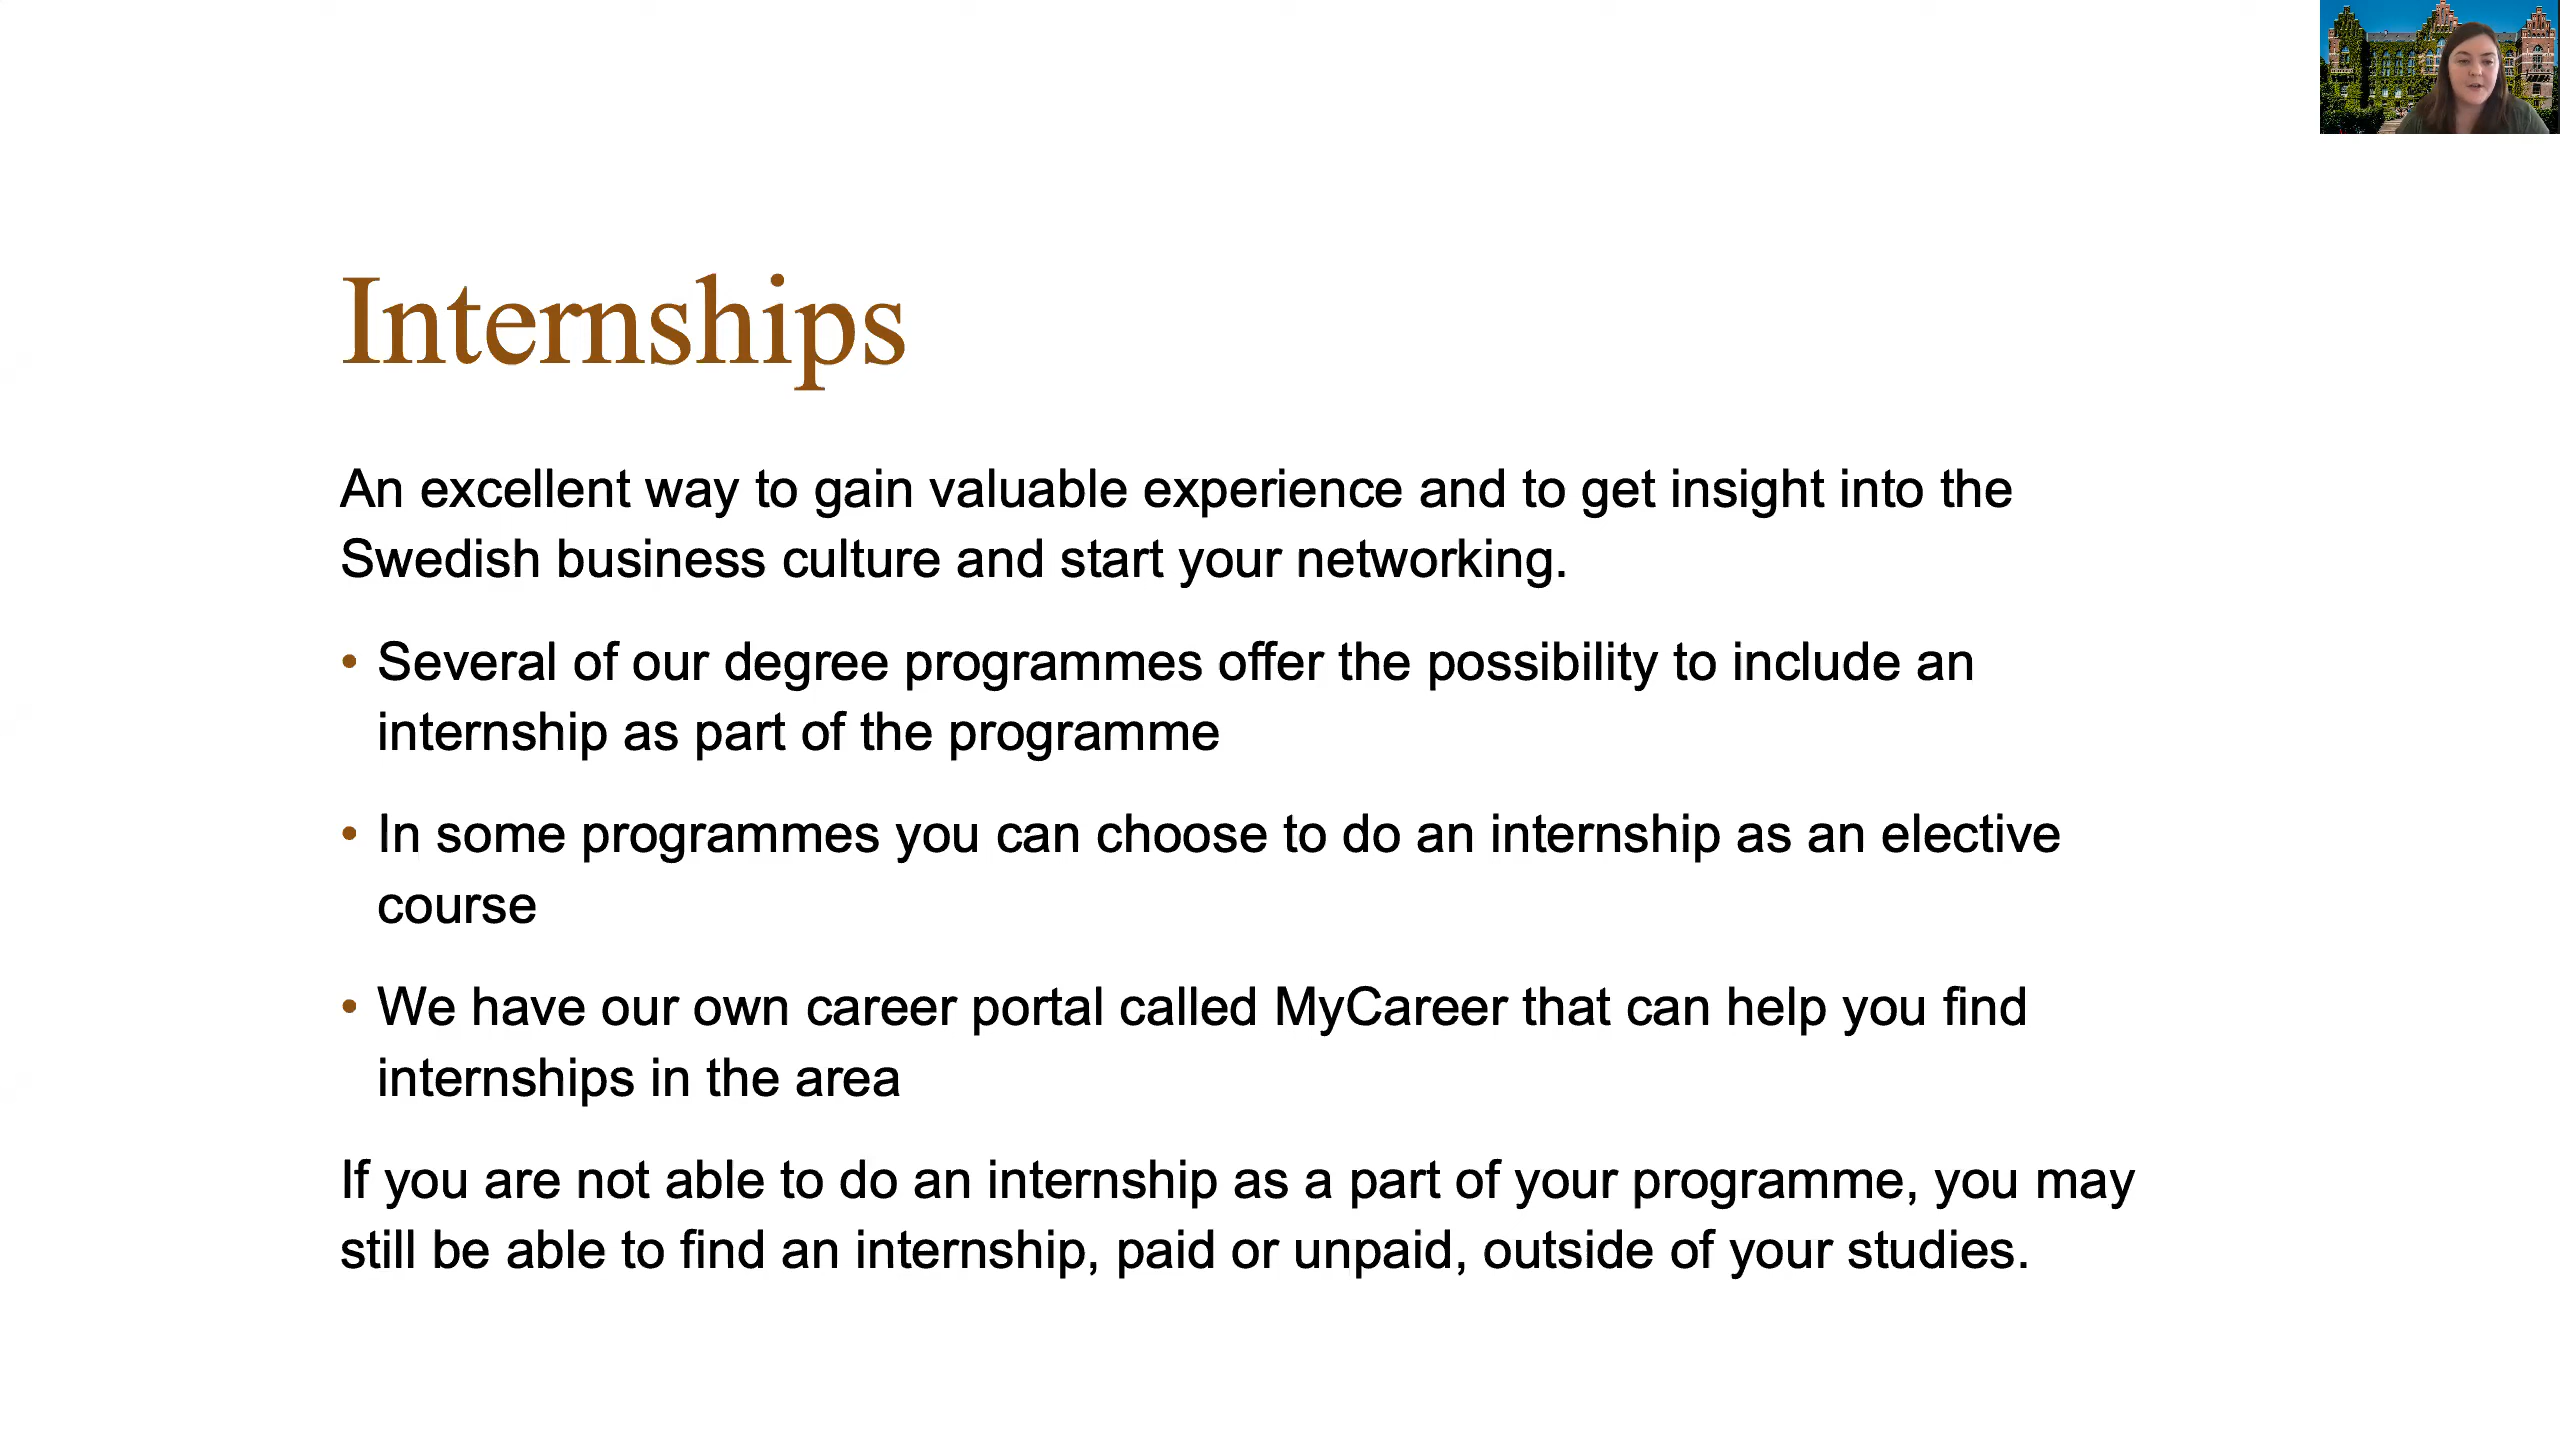 Internships
An excellent way to gain valuable experience and to get insight into the
Swedish business culture and start your networking.
• Several of our degree programmes offer the possibility to include an
internship as part of the programme
• In some programmes you can choose to do an internship as an elective
course
• We have our own career portal called MyCareer that can help you find
internships in the area
If you are not able to do an internship as a part of your programme, you may
still be able to find an internship, paid or unpaid, outside of your studies.